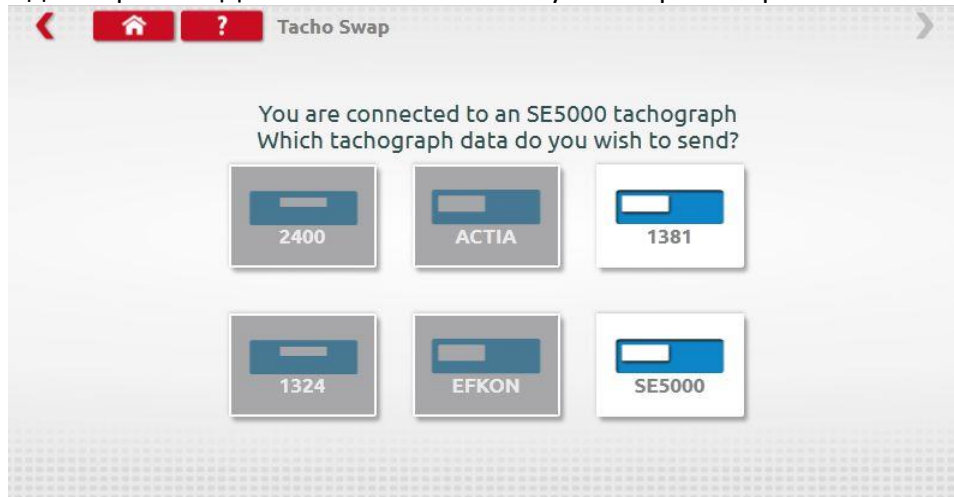 ? Tacho Swap
You are connected to an SE5000 tachograph
Which tachograph data do you wish to send?
2400 ACTIA 1381
1324 EFKON SE5000